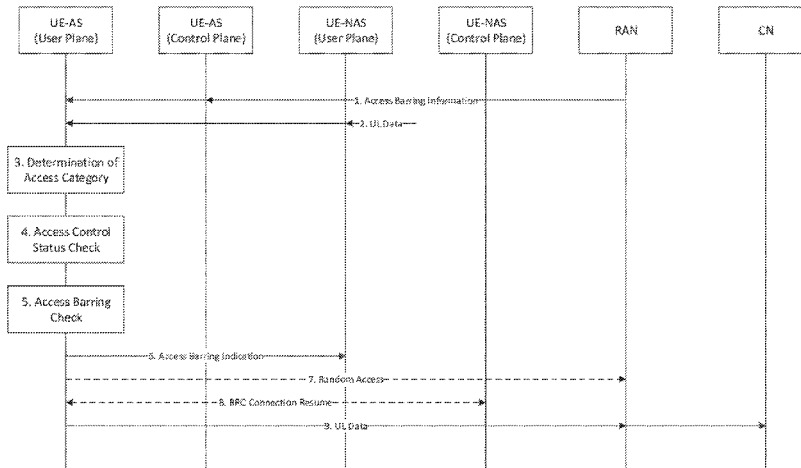 UE-AS
(User Plane)
UE-AS
(Control Plane)
UE-NAS
(User Plane)
UE-NAS
(Control Plane)
RAN
CN
1. Access Barring Information
2. UL Data
3. Determination of
Access Category
4. Access Control
Status Check
5. Access Barring
Check
6. Access Barring Indication
7. Random Access
8. RRC Connection Resume
9. UL Data